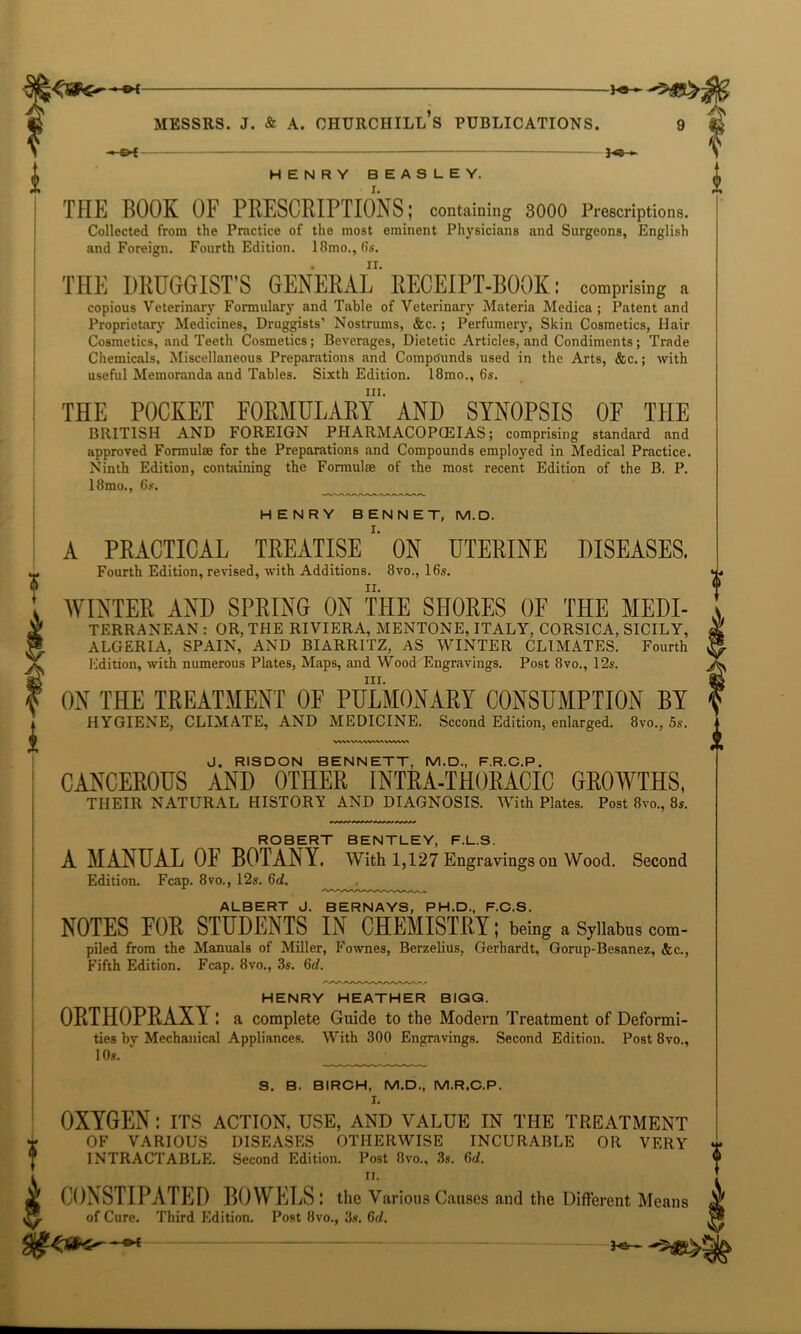 MESSRS. J. & A. CHURCHILL'S PUBLICATIONS. 9
HENRY BEASLEY.
I.
THE BOOK OF PRESCRIPTIONS; containing 3000 Prescriptions.
Collected from the Practice of the most eminent Physicians and Surgeons, English
and Foreign. Fourth Edition. 18mo., 6s.
II.
THE DRUGGIST'S GENERAL RECEIPT-BOOK: comprising a
copious Veterinary Formulary and Table of Veterinary Materia Medica ; Patent and
Proprietary Medicines, Druggists' Nostrums, &c. ; Perfumery, Skin Cosmetics, Hair
Cosmetics, and Teeth Cosmetics; Beverages, Dietetic Articles, and Condiments; Trade
Chemicals, Miscellaneous Preparations and Compounds used in the Arts, &c.; with
useful Memoranda and Tables. Sixth Edition. 18mo., 6s.
III.
THE POCKET FORMULARY AND SYNOPSIS OF THE
BRITISH AND FOREIGN PHARMACOPŒIAS; comprising standard and
approved Formulæ for the Preparations and Compounds employed in Medical Practice.
Ninth Edition, containing the Formulæ of the most recent Edition of the B. P.
18mo., 6s.
HENRY BENNET, M.D.
I.
A PRACTICAL TREATISE ON UTERINE DISEASES.
Fourth Edition, revised, with Additions. 8vo., 16s.
II.
WINTER AND SPRING ON THE SHORES OF THE MEDI-
TERRANEAN : OR, THE RIVIERA, MENTONE, ITALY, CORSICA, SICILY,
ALGERIA, SPAIN, AND BIARRITZ, AS WINTER CLIMATES. Fourth
Edition, with numerous Plates, Maps, and Wood Engravings. Post 8vo., 12s.
III.
ON THE TREATMENT OF PULMONARY CONSUMPTION BY
HYGIENE, CLIMATE, AND MEDICINE. Second Edition, enlarged. 8vo., 5s.
J. RISDON BENNETT, M.D., F.R.C.P.
CANCEROUS AND OTHER INTRA-THORACIC GROWTHS,
THEIR NATURAL HISTORY AND DIAGNOSIS. With Plates. Post 8vo., 8s.
ROBERT BENTLEY, F.L.S.
A MANUAL OF BOTANY. With 1,127 Engravings on Wood. Second
Edition. Fcap. 8vo., 12s. 6d.
ALBERT J. BERNAYS, PH.D., F.C.S.
NOTES FOR STUDENTS IN CHEMISTRY; being a Syllabus com-
piled from the Manuals of Miller, Fownes, Berzelius, Gerhardt, Gorup-Besanez, &c.,
Fifth Edition. Fcap. 8vo., 3s. 6d.
HENRY HEATHER BIGG.
ORTHOPRAXY: a complete Guide to the Modern Treatment of Deformi-
ties by Mechanical Appliances. With 300 Engravings. Second Edition. Post 8vo.,
10s.
S. B. BIRCH, M.D., M.R.C.P.
I.
OXYGEN: ITS ACTION, USE, AND VALUE IN THE TREATMENT
OF VARIOUS DISEASES OTHERWISE INCURABLE OR VERY
INTRACTABLE. Second Edition. Post 8vo., 3s. 6d.
II.
CONSTIPATED BOWELS: the Various Causes and the Different Means
of Cure. Third Edition. Post 8vo., 3s. 6d.